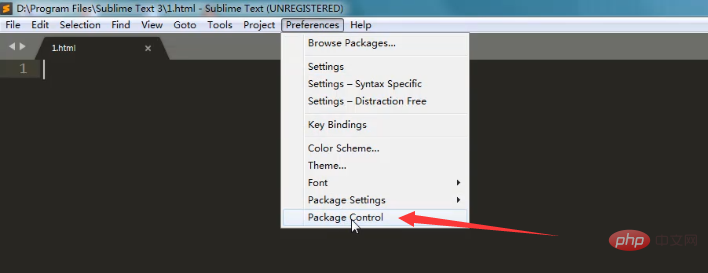 D:\Program Files\Sublime Text 3\1.html - Sublime Text (UNREGISTERED)
File Edit Selection Find View Goto Tools Project Preferences Help
1.html
1
Browse Packages...
Settings
Settings – Syntax Specific
Settings – Distraction Free
Key Bindings
Color Scheme...
Theme...
Font
Package Settings
Package Control
php 中文网